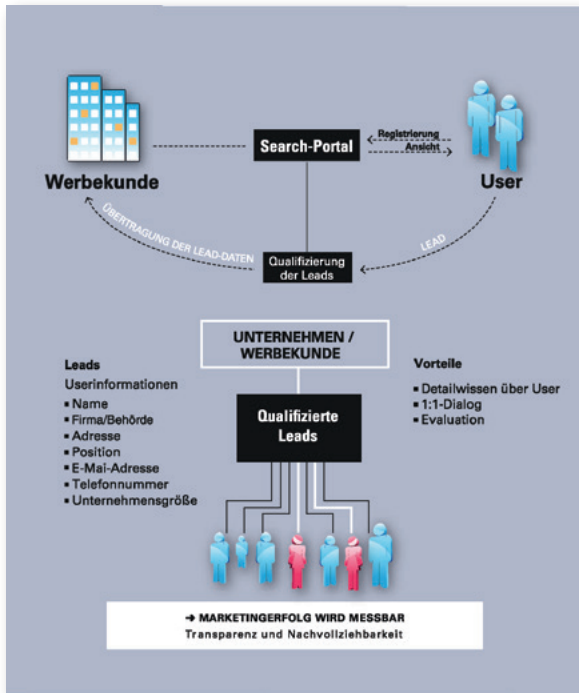 Werbekunde
Search-Portal
Registrierung
Ansicht
User
ÜBERTRAGUNG DER LEAD-DATEN
Qualifizierung
der Leads
LEAD
UNTERNEHMEN /
WERBEKUNDE
Leads
Userinformationen
▪ Name
▪ Firma/Behörde
▪ Adresse
▪ Position
▪ E-Mai-Adresse
▪ Telefonnummer
▪ Unternehmensgröße
Qualifizierte
Leads
Vorteile
▪ Detailwissen über User
▪ 1:1-Dialog
▪ Evaluation
➔ MARKETINGERFOLG WIRD MESSBAR
Transparenz und Nachvollziehbarkeit